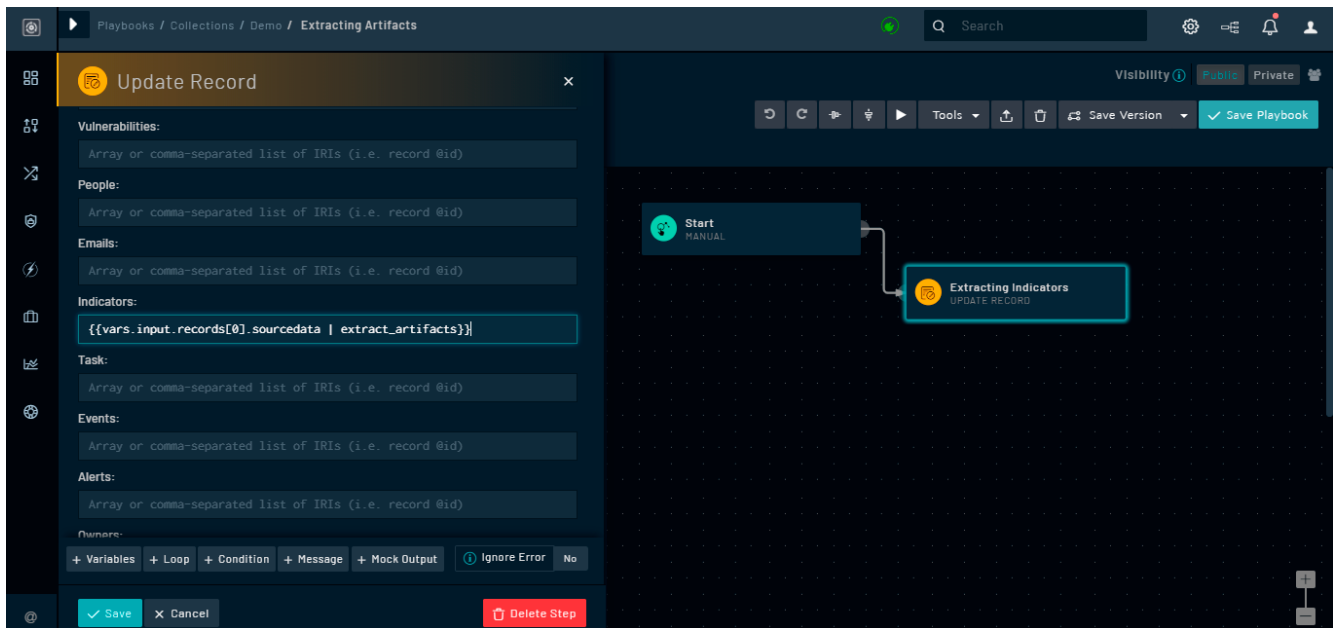 Playbooks / Collections / Demo / Extracting Artifacts
Search
Update Record
Visibility
Public
Private
Tools
Save Version
Save Playbook
Vulnerabilities:
Array or comma-separated list of IRIs (i.e. record @id)
People:
Array or comma-separated list of IRIs (i.e. record @id)
Emails:
Array or comma-separated list of IRIs (i.e. record @id)
Indicators:
{{vars.input.records[0].sourcedata | extract_artifacts}}
Task:
Array or comma-separated list of IRIs (i.e. record @id)
Events:
Array or comma-separated list of IRIs (i.e. record @id)
Alerts:
Array or comma-separated list of IRIs (i.e. record @id)
Owners:
+ Variables
+ Loop
+ Condition
+ Message
+ Mock Output
Ignore Error
No
Save
Cancel
Delete Step
@
Start
MANUAL
Extracting Indicators
UPDATE RECORD